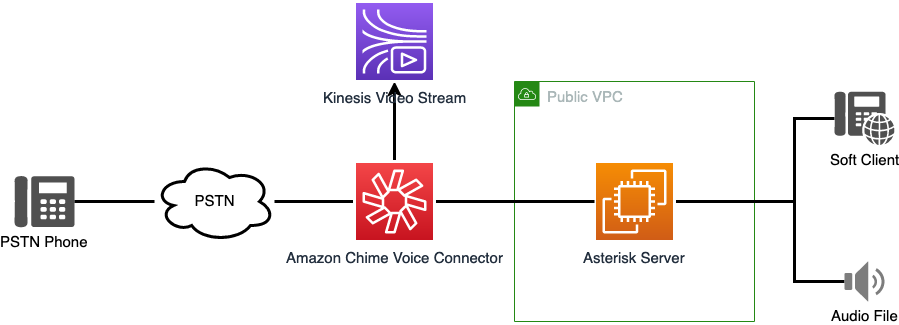 Kinesis Video Stream
Public VPC
Soft Client
PSTN
PSTN Phone
Amazon Chime Voice Connector
Asterisk Server
Audio File